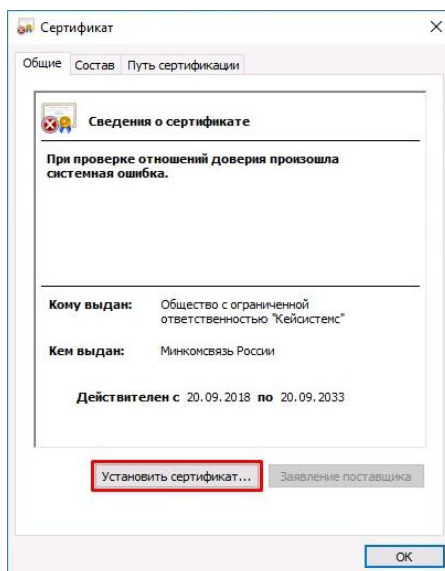 Сертификат
Общие Состав Путь сертификации
Сведения о сертификате
При проверке отношений доверия произошла
системная ошибка.
Кому выдан: Общество с ограниченной
ответственностью "Кейсистемс"
Кем выдан: Минкомсвязь России
Действителен с 20.09.2018 по 20.09.2033
Установить сертификат... Заявление поставщика
ОК